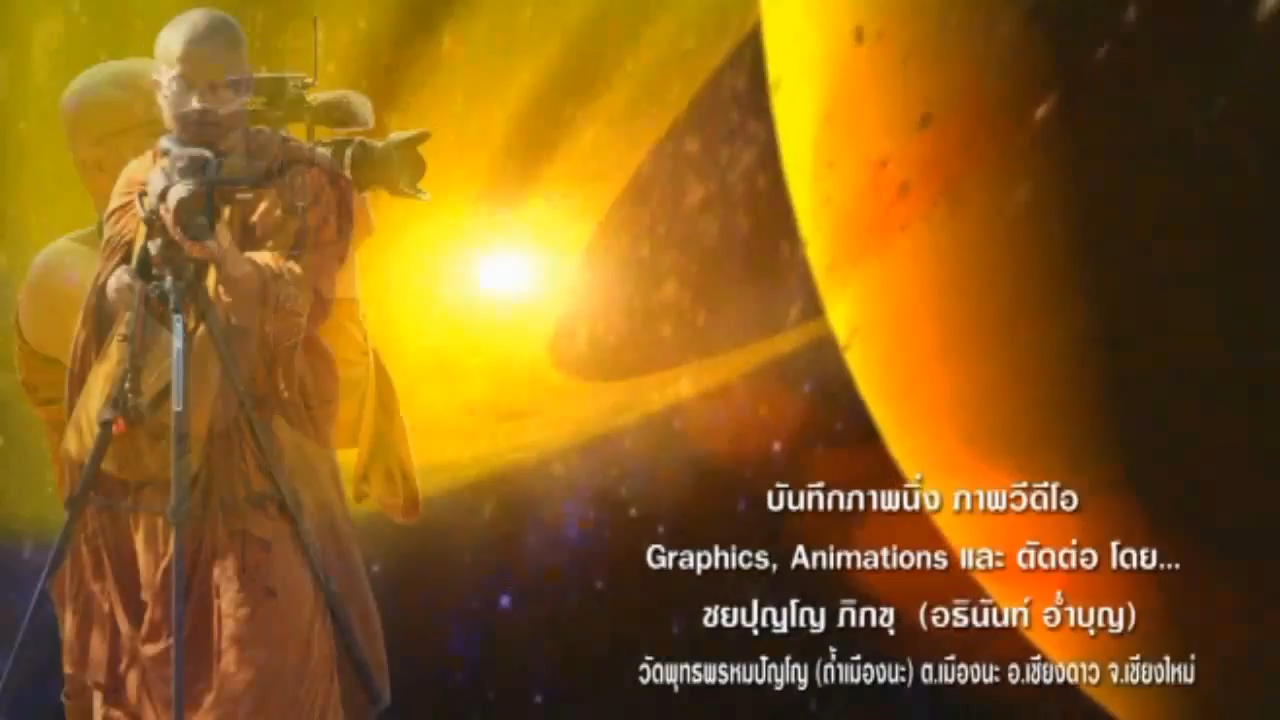 บันทึกภาพนิ่ง ภาพวีดีโอ
Graphics, Animations และ ตัดต่อ โดย...
ชยปุญโญ ภิกขุ (อธินันท์ อ่ำบุญ)
วัดพุทธพรหมปัญโญ (ถ้ำเมืองนะ) ต.เมืองนะ อ.เชียงดาว จ.เชียงใหม่